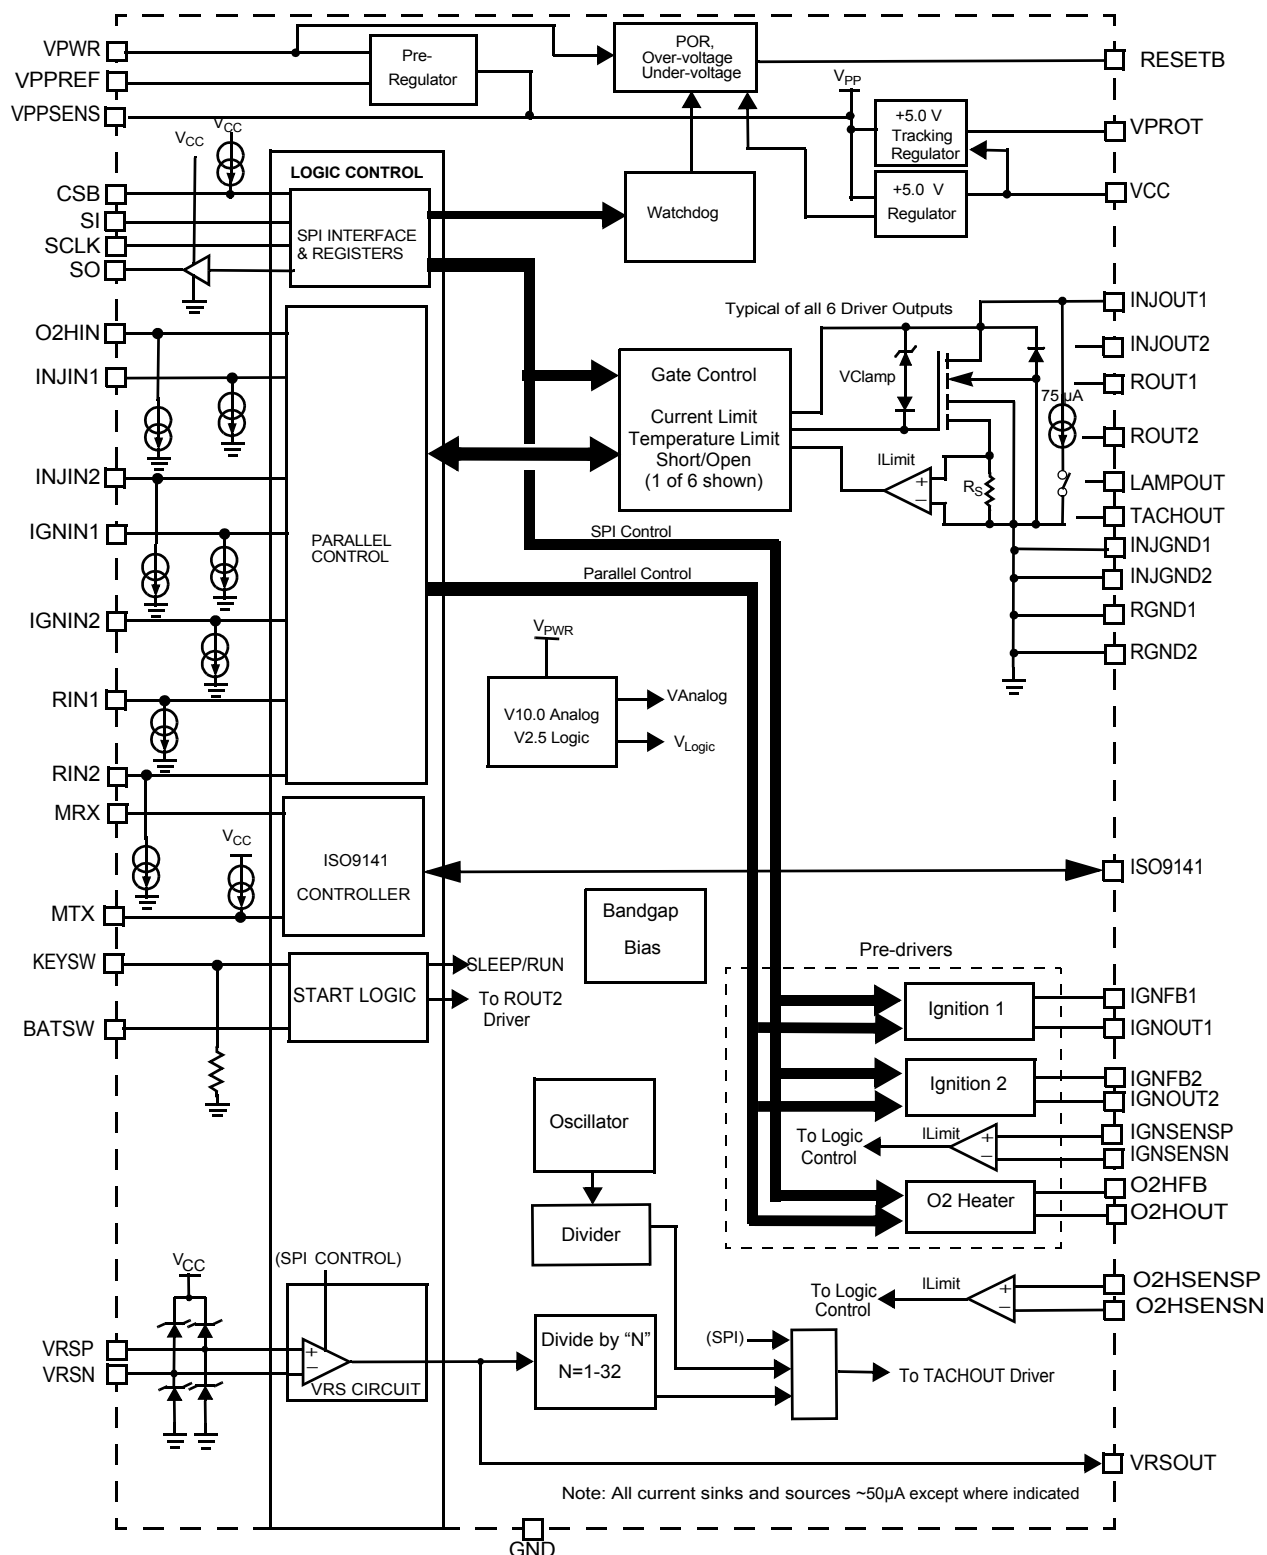 VPWR
VPPREF
VPPSENS
Pre-
Regulator
POR,
Over-voltage
Under-voltage
RESETB
VPP
+5.0 V
Tracking
Regulator
VPROT
+5.0 V
Regulator
VCC
VCC
VCC
LOGIC CONTROL
CSB
SI
SCLK
SO
SPI INTERFACE
& REGISTERS
Watchdog
O2HIN
INJIN1
INJIN2
IGNIN1
IGNIN2
RIN1
RIN2
PARALLEL
CONTROL
Typical of all 6 Driver Outputs
Gate Control
Current Limit
Temperature Limit
Short/Open
(1 of 6 shown)
VClamp
ILimit
+
–
RS
75 µA
INJOUT1
INJOUT2
ROUT1
ROUT2
LAMPOUT
TACHOUT
INJGND1
INJGND2
RGND1
RGND2
SPI Control
Parallel Control
VPWR
V10.0 Analog
V2.5 Logic
VAnalog
VLogic
MRX
VCC
MTX
ISO9141
CONTROLLER
ISO9141
Bandgap
Bias
KEYSW
BATSW
START LOGIC
SLEEP/RUN
To ROUT2
Driver
Pre-drivers
Ignition 1
IGNFB1
IGNOUT1
Ignition 2
IGNFB2
IGNOUT2
To Logic
Control
ILimit
+
–
IGNSENSP
IGNSENSN
O2 Heater
O2HFB
O2HOUT
Oscillator
Divider
To Logic
Control
ILimit
+
–
O2HSENSP
O2HSENSN
VCC
(SPI CONTROL)
VRSP
VRSN
+
–
VRS CIRCUIT
Divide by “N”
N=1-32
(SPI)
To TACHOUT Driver
VRSOUT
Note: All current sinks and sources ~50µA except where indicated
GND